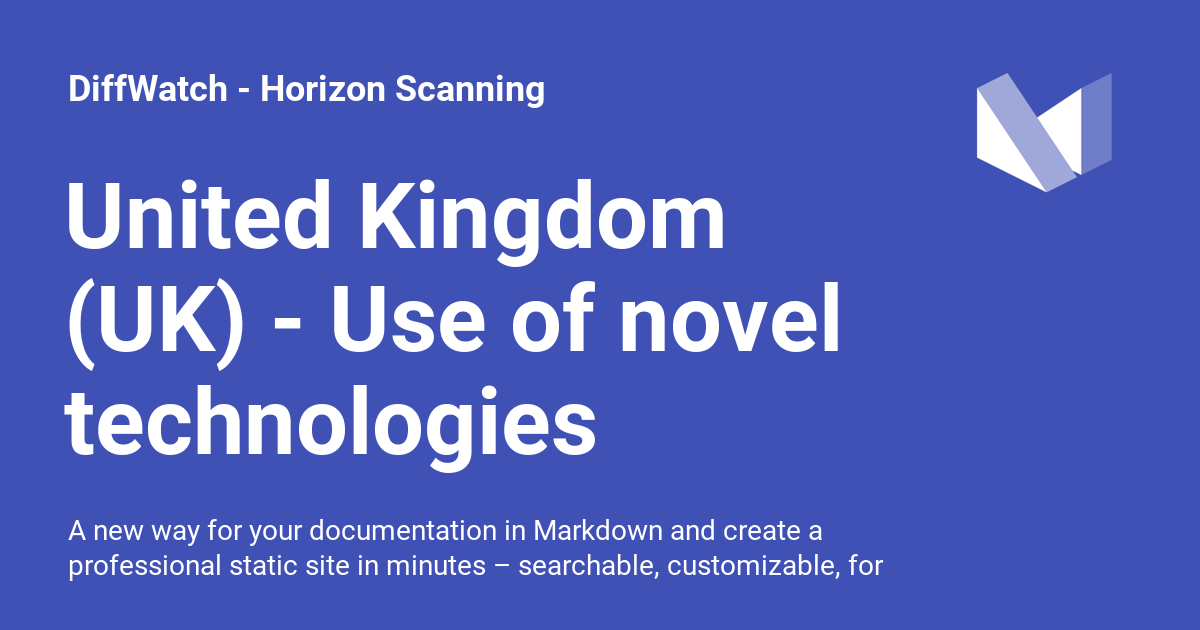 DiffWatch - Horizon Scanning
United Kingdom
(UK) - Use of novel
technologies
A new way for your documentation in Markdown and create a
professional static site in minutes – searchable, customizable, for